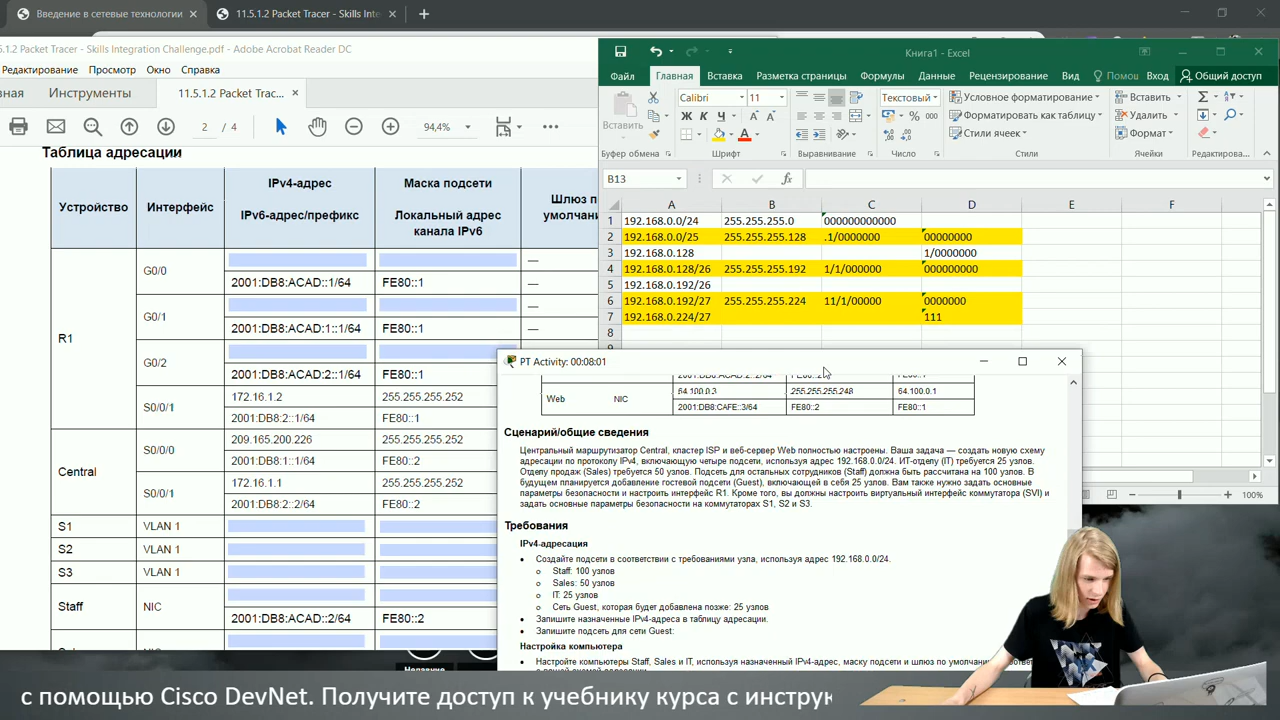 Введение в сетевые технологии
11.5.1.2 Packet Tracer - Skills Inte
.5.1.2 Packet Tracer - Skills Integration Challenge.pdf - Adobe Acrobat Reader DC
Редактирование Просмотр Окно Справка
вная Инструменты 11.5.1.2 Packet Trac...
2 / 4 94,4%
Таблица адресации
Устройство Интерфейс IPv4-адрес Маска подсети Шлюз п
IPv6-адрес/префикс Локальный адрес канала IPv6 умолчани
R1
G0/0 —
2001:DB8:ACAD::1/64 FE80::1 —
G0/1 —
2001:DB8:ACAD:1::1/64 FE80::1 —
G0/2
2001:DB8:ACAD:2::1/64 FE80::1
S0/0/1 172.16.1.2 255.255.255.252
2001:DB8:2::1/64 FE80::1
Central
S0/0/0 209.165.200.226 255.255.255.252
2001:DB8:1::1/64 FE80::2
S0/0/1 172.16.1.1 255.255.255.252
2001:DB8:2::2/64 FE80::2
S1 VLAN 1
S2 VLAN 1
S3 VLAN 1
Staff NIC
2001:DB8:ACAD::2/64 FE80::2
Книга1 - Excel
Файл Главная Вставка Разметка страницы Формулы Данные Рецензирование Вид Помощ Вход Общий доступ
Вставить
Calibri 11
Ж К Ч
Текстовый
% 000
Условное форматирование
Форматировать как таблицу
Стили ячеек
Вставить
Удалить
Формат
Буфер обмена Шрифт Выравнивание Число Стили Ячейки Редактирова...
B13 fx
A B C D E F
1 192.168.0.0/24 255.255.255.0 000000000000
2 192.168.0.0/25 255.255.255.128 .1/0000000 00000000
3 192.168.0.128 1/0000000
4 192.168.0.128/26 255.255.255.192 1/1/000000 000000000
5 192.168.0.192/26
6 192.168.0.192/27 255.255.255.224 11/1/00000 0000000
7 192.168.0.224/27 111
8
100%
PT Activity: 00:08:01
Web NIC 64.100.0.3 255.255.255.248 64.100.0.1
2001:DB8:CAFE::3/64 FE80::2 FE80::1
Сценарий/общие сведения
Центральный маршрутизатор Central, кластер ISP и веб-сервер Web полностью настроены. Ваша задача — создать новую схему
адресации по протоколу IPv4, включающую четыре подсети, используя адрес 192.168.0.0/24. ИТ-отделу (IT) требуется 25 узлов.
Отделу продаж (Sales) требуется 50 узлов. Подсеть для остальных сотрудников (Staff) должна быть рассчитана на 100 узлов. В
будущем планируется добавление гостевой подсети (Guest), включающей в себя 25 узлов. Вам также нужно задать основные
параметры безопасности и настроить интерфейс R1. Кроме того, вы должны настроить виртуальный интерфейс коммутатора (SVI) и
задать основные параметры безопасности на коммутаторах S1, S2 и S3.
Требования
IPv4-адресация
• Создайте подсети в соответствии с требованиями узла, используя адрес 192.168.0.0/24.
o Staff: 100 узлов
o Sales: 50 узлов
o IT: 25 узлов
o Сеть Guest, которая будет добавлена позже: 25 узлов
• Запишите назначенные IPv4-адреса в таблицу адресации.
• Запишите подсеть для сети Guest:
Настройка компьютера
• Настройте компьютеры Staff, Sales и IT, используя назначенный IPv4-адрес, маску подсети и шлюз по умолчани
с помощью Cisco DevNet. Получите доступ к учебнику курса с инстру